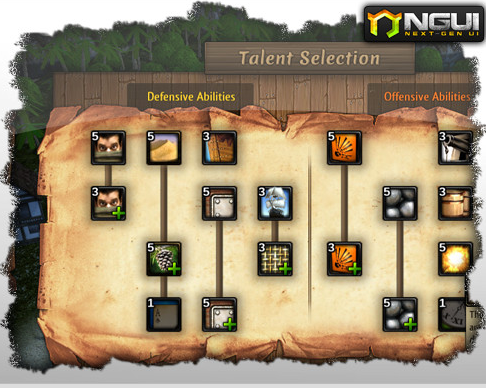 NGUI
NEXT-GEN UI
Talent Selection
Defensive Abilities
Offensive Abilities
5 5 3 5 3
3 5 3 5 3
5 3 3 5
1 5 5 1